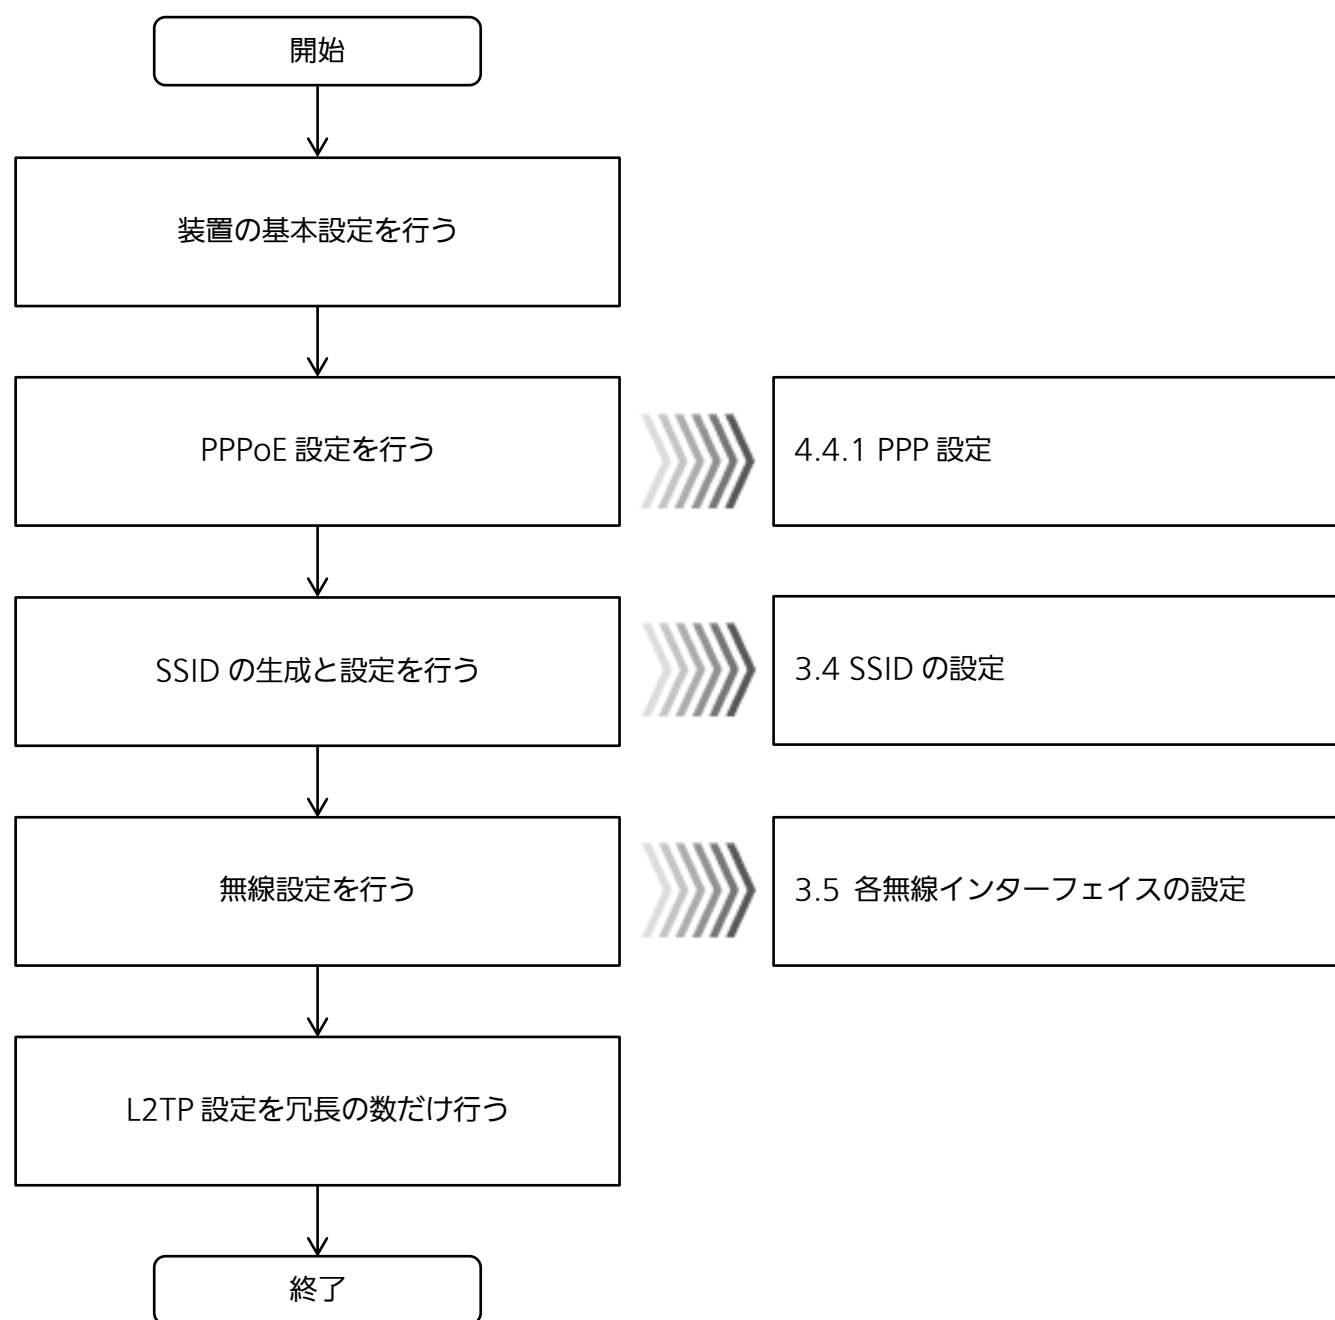 開始
装置の基本設定を行う
PPPoE 設定を行う
4.4.1 PPP 設定
SSID の生成と設定を行う
3.4 SSID の設定
無線設定を行う
3.5 各無線インターフェイスの設定
L2TP 設定を冗長の数だけ行う
終了